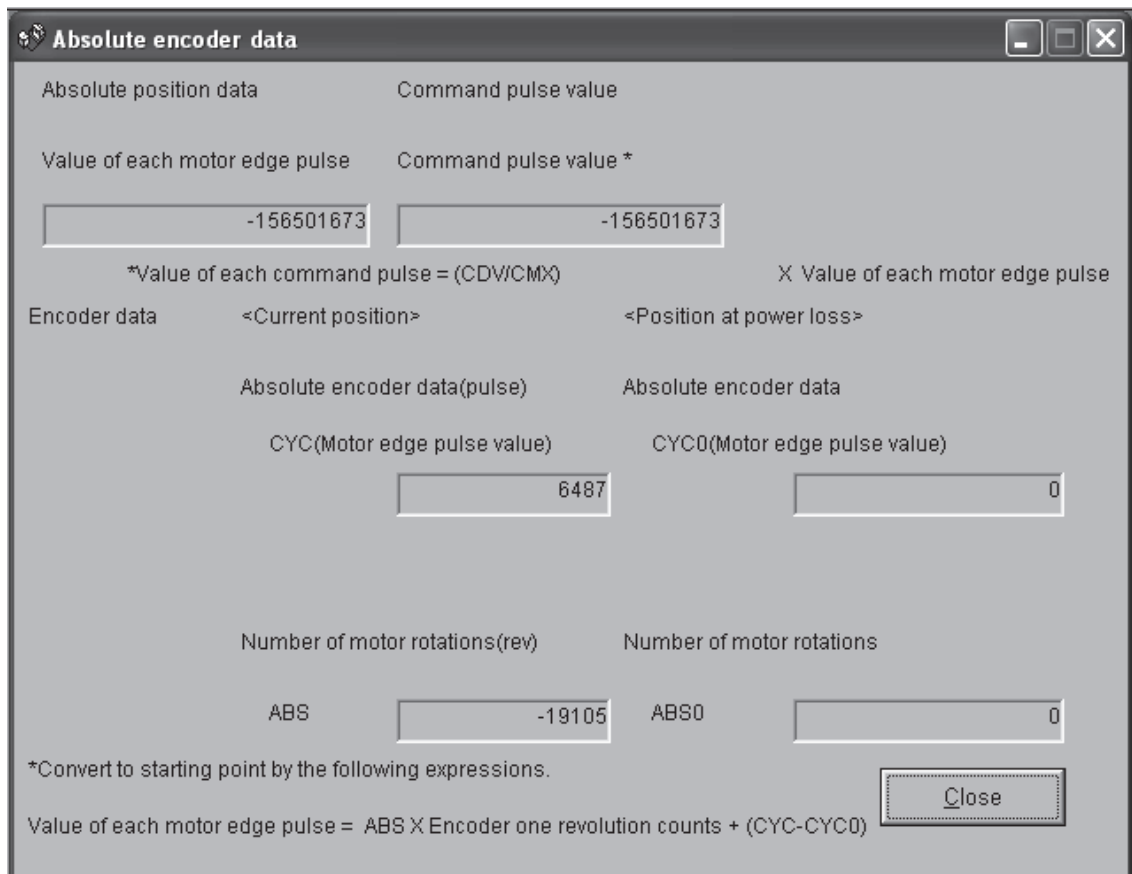 Absolute encoder data
Absolute position data Command pulse value
Value of each motor edge pulse Command pulse value *
-156501673 -156501673
*Value of each command pulse = (CDV/CMX) X Value of each motor edge pulse
Encoder data <Current position> <Position at power loss>
Absolute encoder data(pulse) Absolute encoder data
CYC(Motor edge pulse value) CYC0(Motor edge pulse value)
6487 0
Number of motor rotations(rev) Number of motor rotations
ABS -19105 ABS0 0
*Convert to starting point by the following expressions.
Close
Value of each motor edge pulse = ABS X Encoder one revolution counts + (CYC-CYC0)